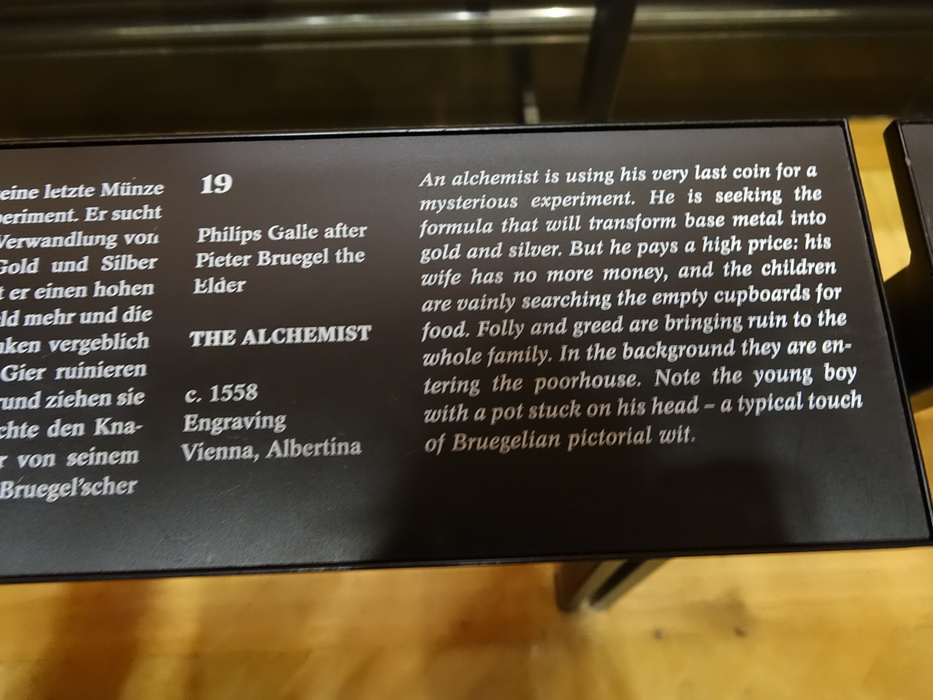 eine letzte Münze
periment. Er sucht
Verwandlung von
Gold und Silber
t er einen hohen
ld mehr und die
nken vergeblich
Gier ruinieren
rund ziehen sie
chte den Kna-
r von seinem
Bruegel'scher
19
Philips Galle after
Pieter Bruegel the
Elder
THE ALCHEMIST
c. 1558
Engraving
Vienna, Albertina
An alchemist is using his very last coin for a
mysterious experiment. He is seeking the
formula that will transform base metal into
gold and silver. But he pays a high price: his
wife has no more money, and the children
are vainly searching the empty cupboards for
food. Folly and greed are bringing ruin to the
whole family. In the background they are en-
tering the poorhouse. Note the young boy
with a pot stuck on his head – a typical touch
of Bruegelian pictorial wit.